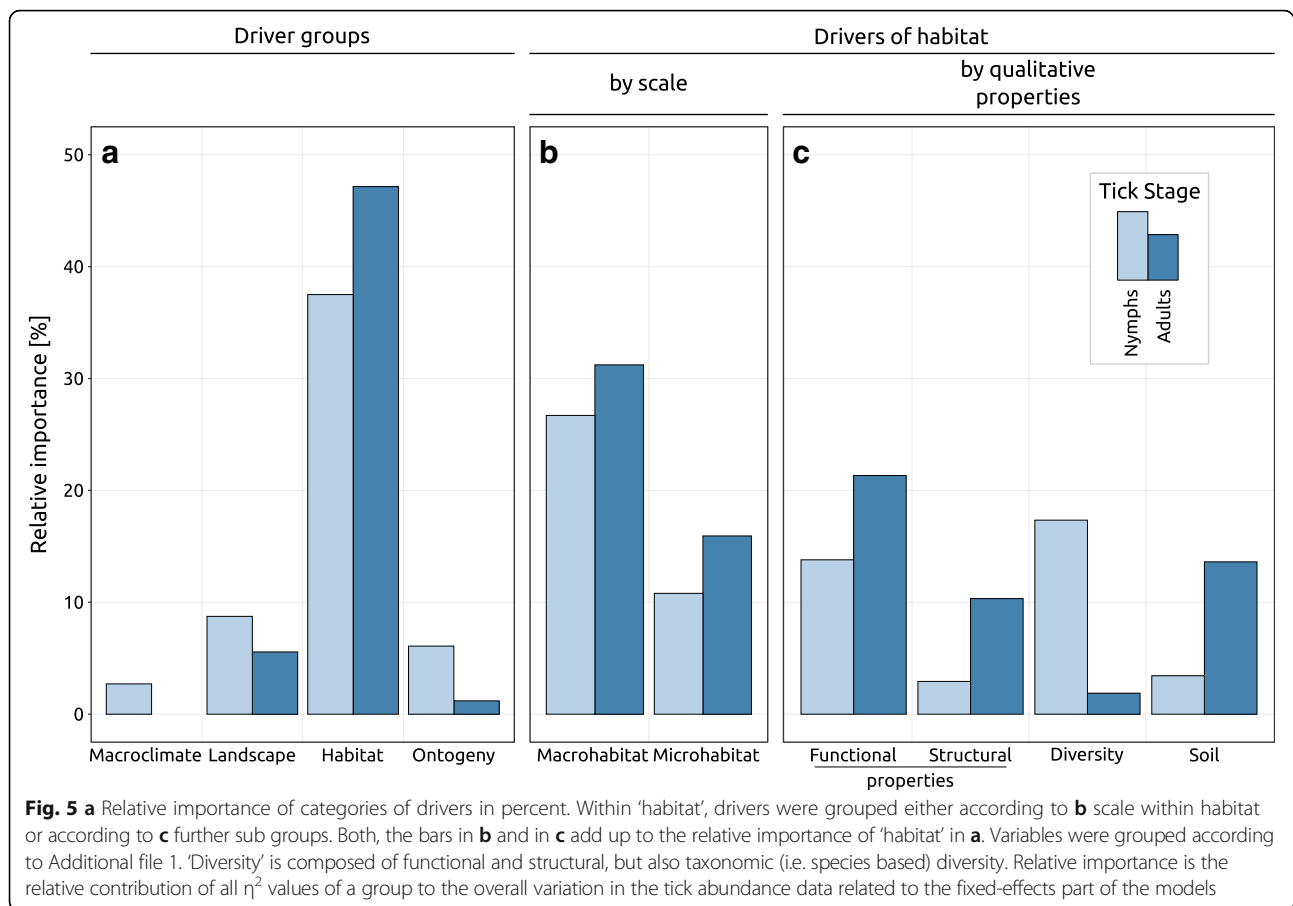 Driver groups
Drivers of habitat
by scale
by qualitative
properties
a
b
c
Tick Stage
Nymphs
Adults
Relative importance [%]
50
40
30
20
10
0
Macroclimate Landscape Habitat Ontogeny
Macrohabitat Microhabitat
Functional Structural Diversity Soil
properties
Fig. 5 a Relative importance of categories of drivers in percent. Within ‘habitat’, drivers were grouped either according to b scale within habitat
or according to c further sub groups. Both, the bars in b and in c add up to the relative importance of ‘habitat’ in a. Variables were grouped according
to Additional file 1. ‘Diversity’ is composed of functional and structural, but also taxonomic (i.e. species based) diversity. Relative importance is the
relative contribution of all η² values of a group to the overall variation in the tick abundance data related to the fixed-effects part of the models